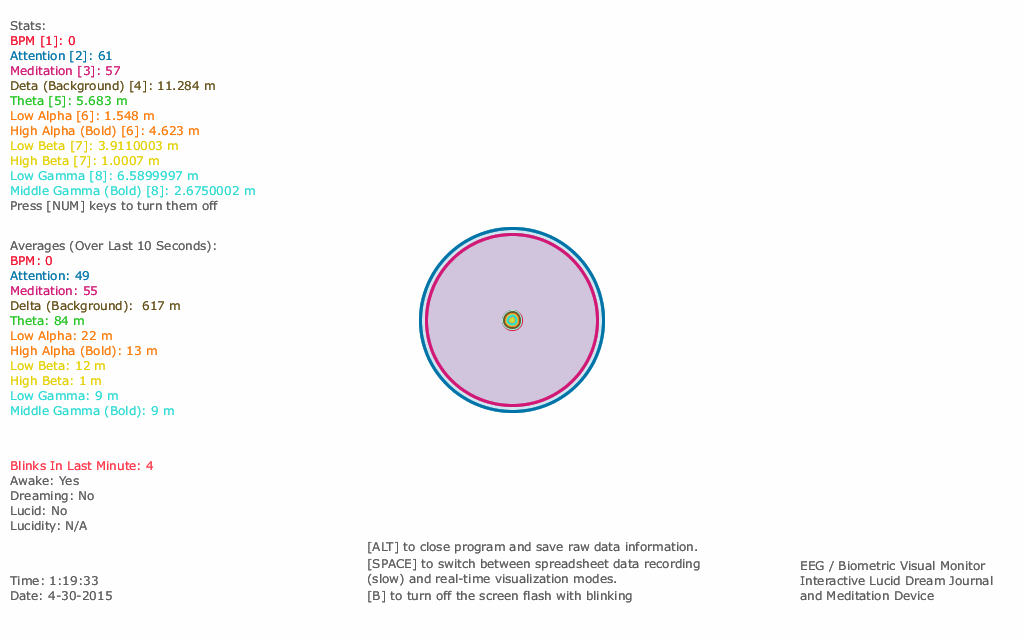 Stats:
BPM [1]: 0
Attention [2]: 61
Meditation [3]: 57
Deta (Background) [4]: 11.284 m
Theta [5]: 5.683 m
Low Alpha [6]: 1.548 m
High Alpha (Bold) [6]: 4.623 m
Low Beta [7]: 3.9110003 m
High Beta [7]: 1.0007 m
Low Gamma [8]: 6.5899997 m
Middle Gamma (Bold) [8]: 2.6750002 m
Press [NUM] keys to turn them off
Averages (Over Last 10 Seconds):
BPM: 0
Attention: 49
Meditation: 55
Delta (Background):  617 m
Theta: 84 m
Low Alpha: 22 m
High Alpha (Bold): 13 m
Low Beta: 12 m
High Beta: 1 m
Low Gamma: 9 m
Middle Gamma (Bold): 9 m
Blinks In Last Minute: 4
Awake: Yes
Dreaming: No
Lucid: No
Lucidity: N/A
Time: 1:19:33
Date: 4-30-2015
[ALT] to close program and save raw data information.
[SPACE] to switch between spreadsheet data recording
(slow) and real-time visualization modes.
[B] to turn off the screen flash with blinking
EEG / Biometric Visual Monitor
Interactive Lucid Dream Journal
and Meditation Device